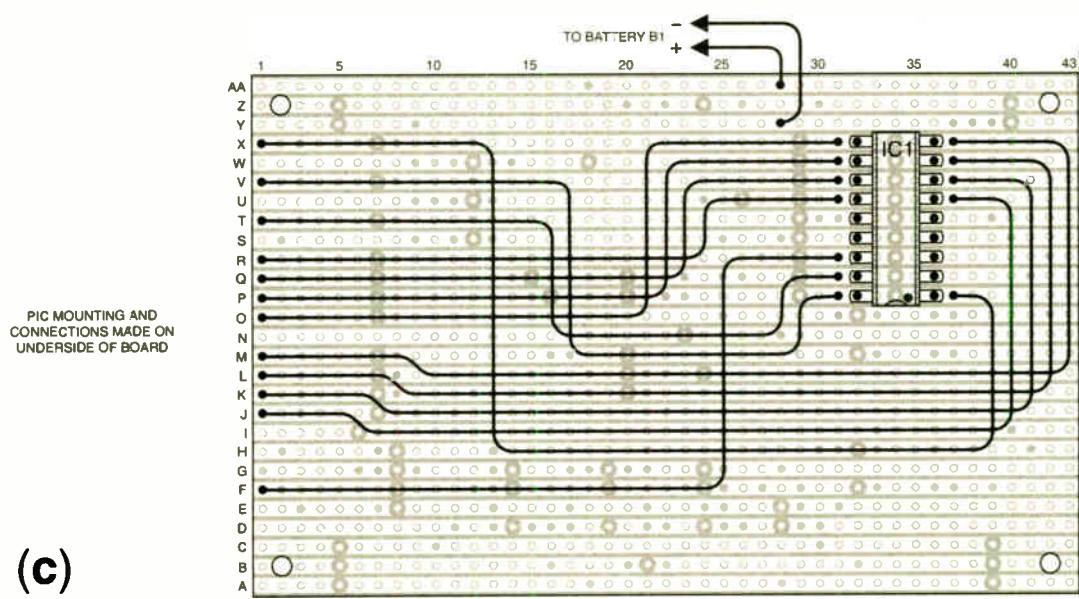 TO BATTERY B1
−
+
1 5 10 15 20 25 30 35 40 43
AA
Z
Y
X
W
V
U
T
S
R
Q
P
O
N
M
L
K
J
I
H
G
F
E
D
C
B
A
IC1
PIC MOUNTING AND
CONNECTIONS MADE ON
UNDERSIDE OF BOARD
(c)